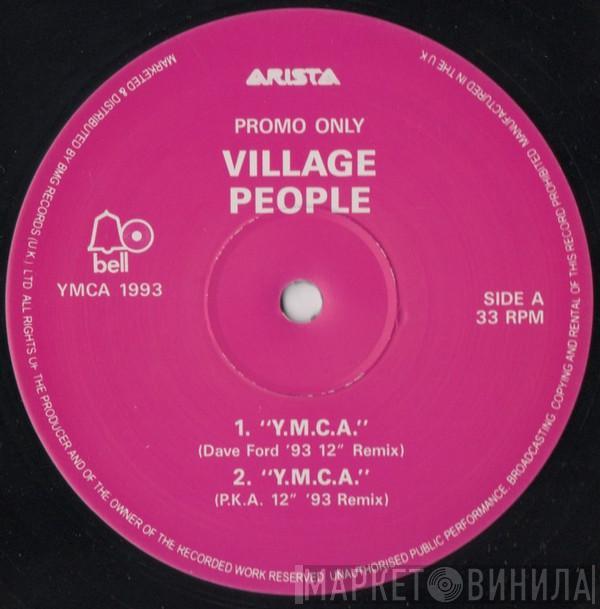 ARISTA
PROMO ONLY
VILLAGE
PEOPLE
bell
YMCA 1993
SIDE A
33 RPM
1. "Y.M.C.A."
(Dave Ford '93 12" Remix)
2. "Y.M.C.A."
(P.K.A. 12" '93 Remix)
MARKETED & DISTRIBUTED BY BMG RECORDS (U.K.) LTD. ALL RIGHTS OF THE PRODUCER AND OF THE OWNER OF THE RECORDED WORK RESERVED. UNAUTHORISED PUBLIC PERFORMANCE, BROADCASTING, COPYING AND RENTAL OF THIS RECORD PROHIBITED. MANUFACTURED IN THE U.K.
МАРКЕТ ВИНИЛА